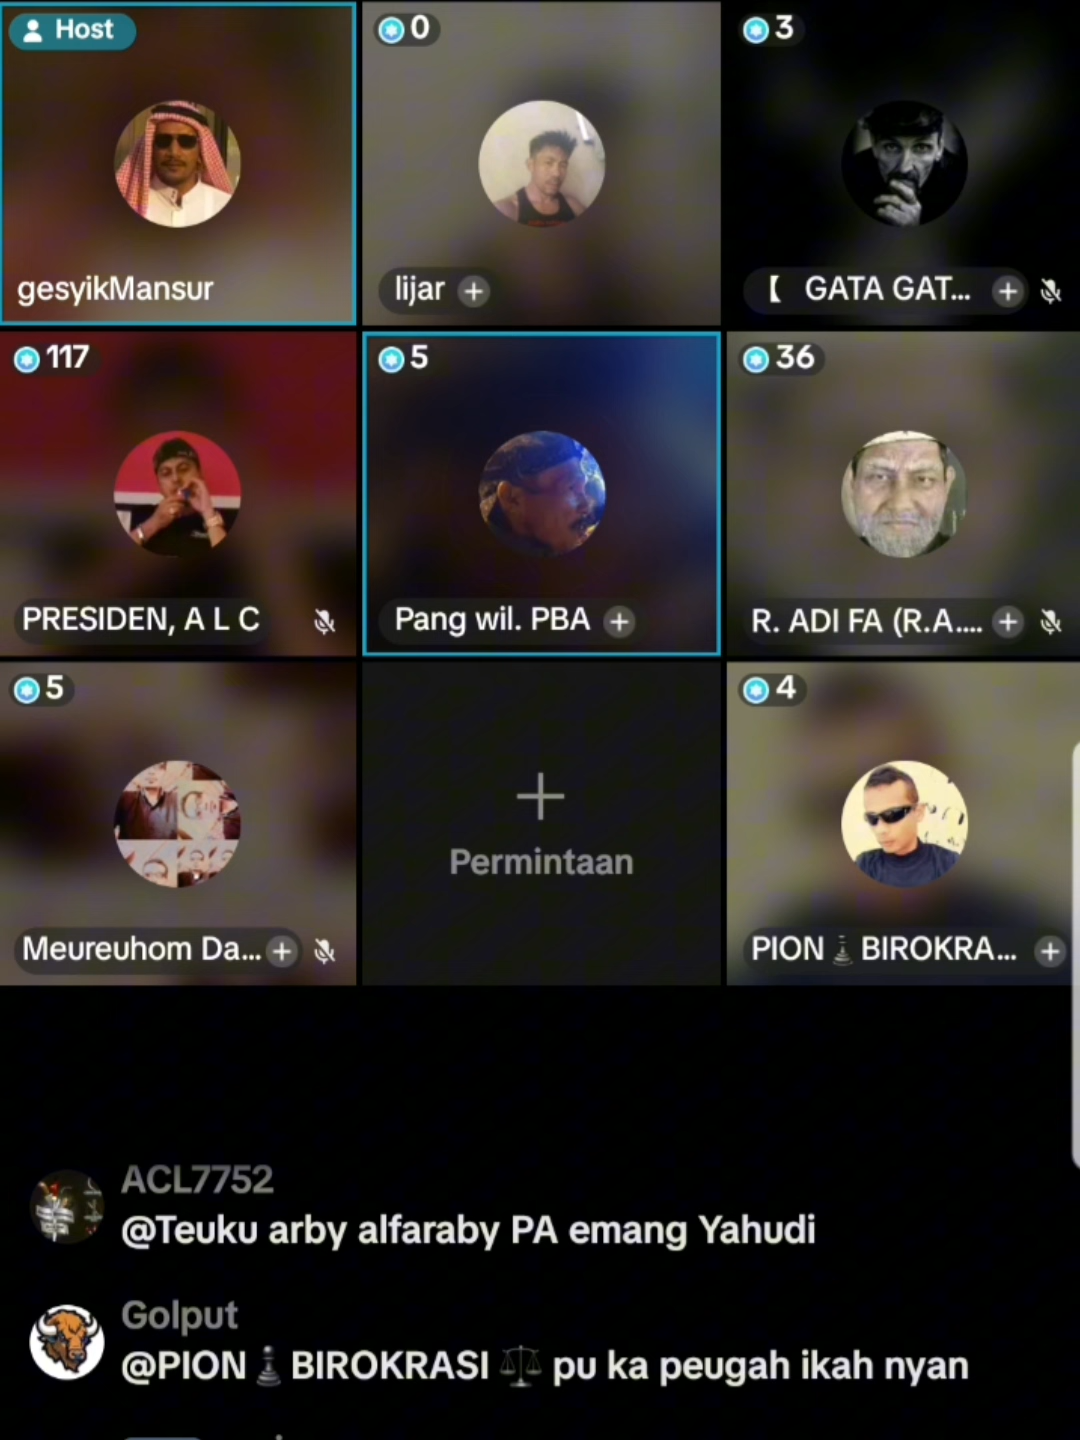 Host
0
3
gesyikMansur
lijar
【 GATA GAT...
117
5
36
PRESIDEN, A L C
Pang wil. PBA
R. ADI FA (R.A....
5
4
Permintaan
Meureuhom Da...
PION♟BIROKRA...
ACL7752
@Teuku arby alfaraby PA emang Yahudi
Golput
@PION♟BIROKRASI ⚖ pu ka peugah ikah nyan